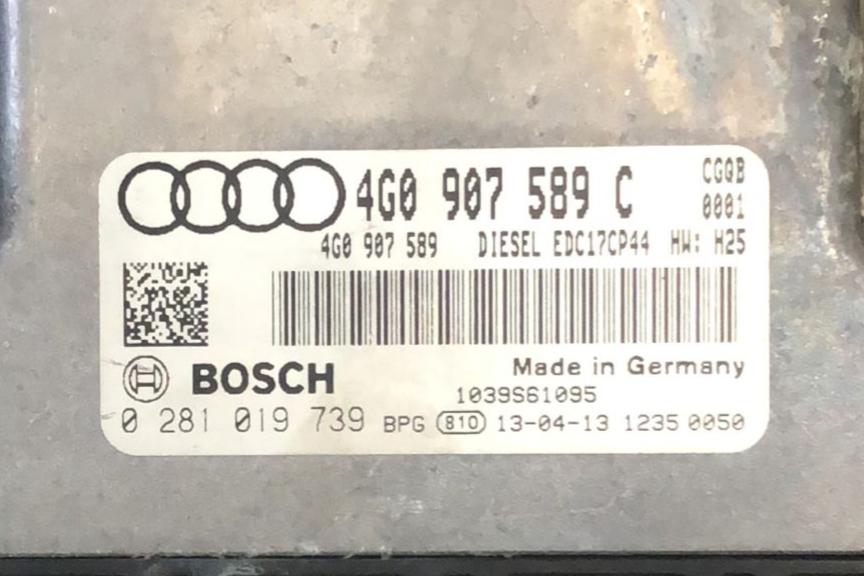 4G0 907 589 C CGQB
0001
4G0 907 589 DIESEL EDC17CP44 HW: H25
BOSCH Made in Germany
1039S61095
0 281 019 739 BPG 810 13-04-13 1235 0050